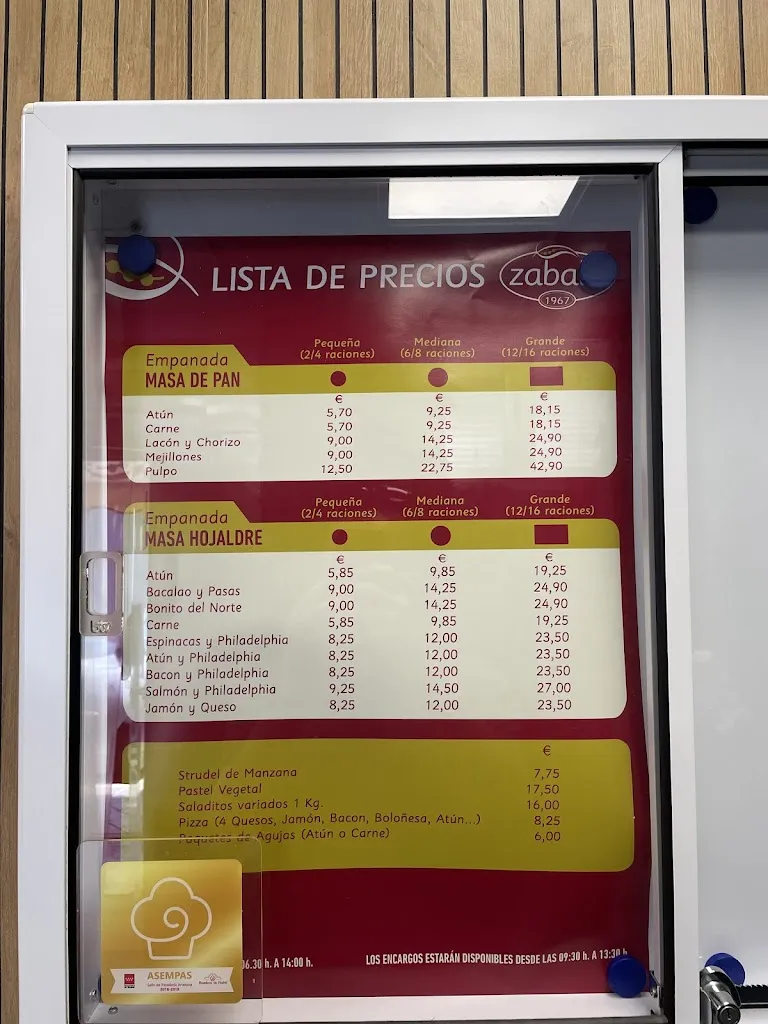 LISTA DE PRECIOS
1967
Pequeña Mediana Grande
(2/4 raciones) (6/8 raciones) (12/16 raciones)
Empanada
MASA DE PAN
€ € €
Atún 5,70 9,25 18,15
Carne 5,70 9,25 18,15
Lacón y Chorizo 9,00 14,25 24,90
Mejillones 9,00 14,25 24,90
Pulpo 12,50 22,75 42,90
Pequeña Mediana Grande
(2/4 raciones) (6/8 raciones) (12/16 raciones)
Empanada
MASA HOJALDRE
€ € €
Atún 5,85 9,85 19,25
Bacalao y Pasas 9,00 14,25 24,90
Bonito del Norte 9,00 14,25 24,90
Carne 5,85 9,85 19,25
Espinacas y Philadelphia 8,25 12,00 23,50
Atún y Philadelphia 8,25 12,00 23,50
Bacon y Philadelphia 8,25 12,00 23,50
Salmón y Philadelphia 9,25 14,50 27,00
Jamón y Queso 8,25 12,00 23,50
€
Strudel de Manzana 7,75
Pastel Vegetal 17,50
Saladitos variados 1 Kg. 16,00
Pizza (4 Quesos, Jamón, Bacon, Boloñesa, Atún...) 8,25
Paquetes de Agujas (Atún o Carne) 6,00
06.30 h. A 14:00 h.
LOS ENCARGOS ESTARÁN DISPONIBLES DESDE LAS 09:30 h. A 13:30 h.
ASEMPAS